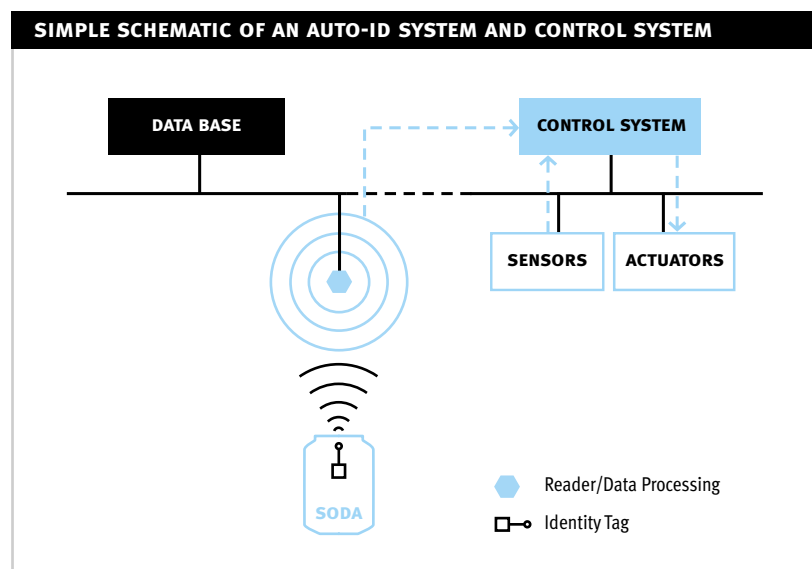 SIMPLE SCHEMATIC OF AN AUTO-ID SYSTEM AND CONTROL SYSTEM
DATA BASE
CONTROL SYSTEM
SENSORS
ACTUATORS
SODA
Reader/Data Processing
Identity Tag